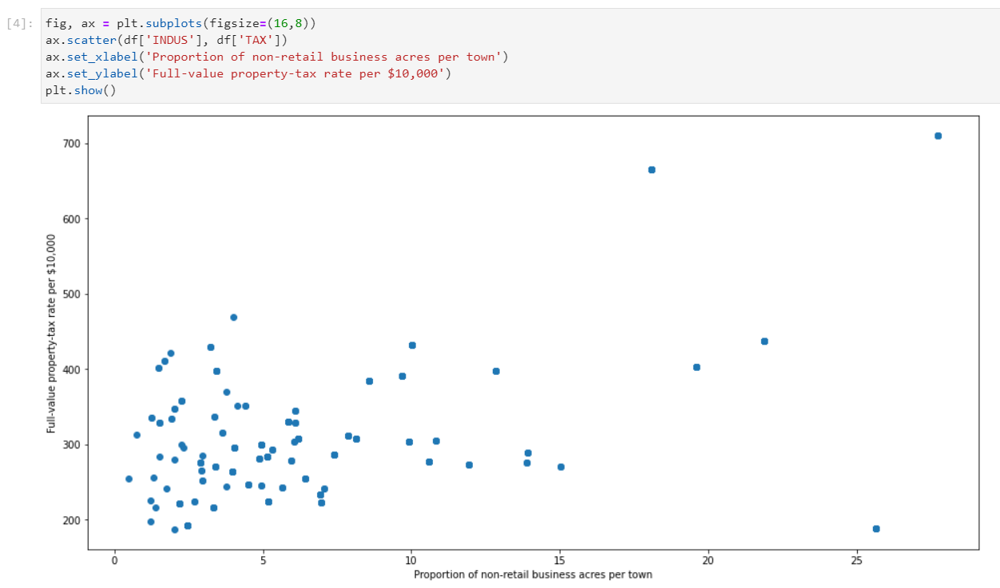 [4]: fig, ax = plt.subplots(figsize=(16,8))
ax.scatter(df['INDUS'], df['TAX'])
ax.set_xlabel('Proportion of non-retail business acres per town')
ax.set_ylabel('Full-value property-tax rate per $10,000')
plt.show()
Full-value property-tax rate per $10,000
700
600
500
400
300
200
0 5 10 15 20 25
Proportion of non-retail business acres per town